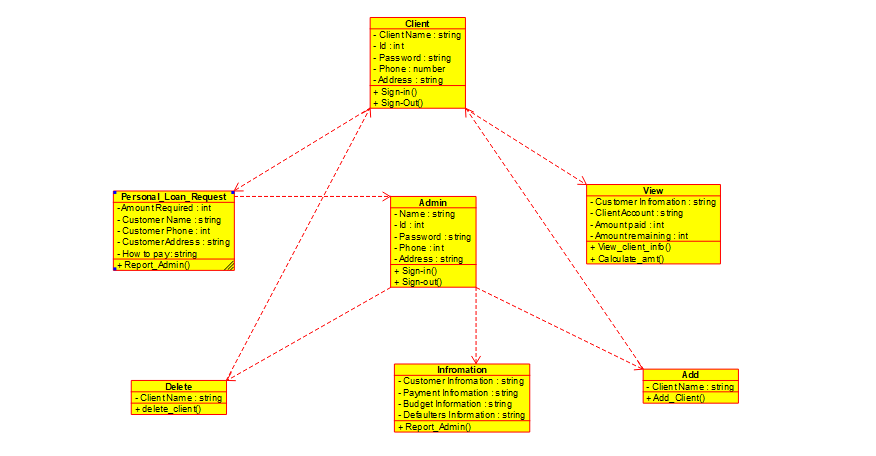 Client
- Client Name : string
- Id : int
- Password : string
- Phone : number
- Address : string
+ Sign-in()
+ Sign-Out()
Personal_Loan_Request
- Amount Required : int
- Customer Name : string
- Customer Phone : int
- Customer Address : string
- How to pay : string
+ Report_Admin()
Admin
- Name : string
- Id : int
- Password : string
- Phone : int
- Address : string
+ Sign-in()
+ Sign-out()
View
- Customer Infromation : string
- Client Account : string
- Amount paid : int
- Amount remaining : int
+ View_client_info()
+ Calculate_amt()
Delete
- Client Name : string
+ delete_client()
Infromation
- Customer Infromation : string
- Payment Infromation : string
- Budget Information : string
- Defaulters Information : string
+ Report_Admin()
Add
- Client Name : string
+ Add_Client()